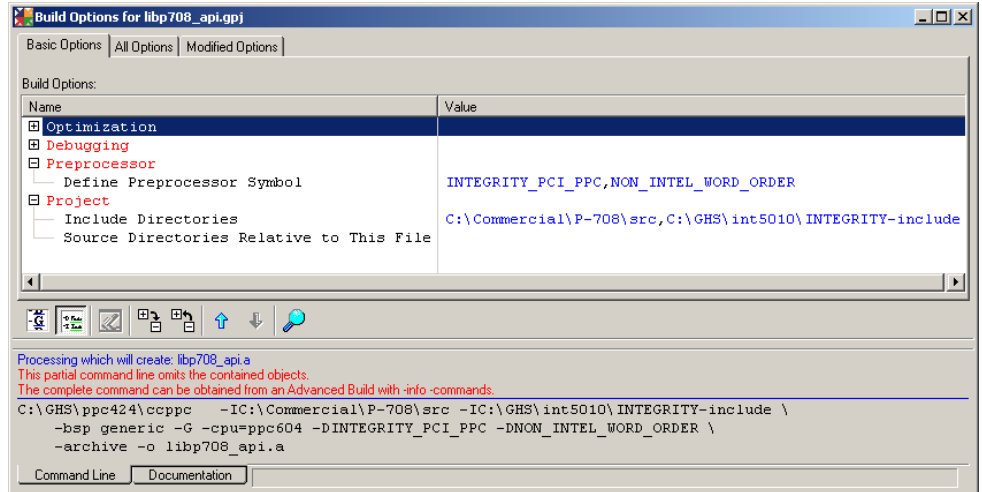 Build Options for libp708_api.gpj
Basic Options All Options Modified Options
Build Options:
Name Value
Optimization
Debugging
Preprocessor
Define Preprocessor Symbol INTEGRITY_PCI_PPC,NON_INTEL_WORD_ORDER
Project
Include Directories C:\Commercial\P-708\src,C:\GHS\int5010\INTEGRITY-include
Source Directories Relative to This File
Processing which will create: libp708_api.a
This partial command line omits the contained objects.
The complete command can be obtained from an Advanced Build with -info -commands.
C:\GHS\ppc424\ccppc -IC:\Commercial\P-708\src -IC:\GHS\int5010\INTEGRITY-include \
-bsp generic -G -cpu=ppc604 -DINTEGRITY_PCI_PPC -DNON_INTEL_WORD_ORDER \
-archive -o libp708_api.a
Command Line Documentation